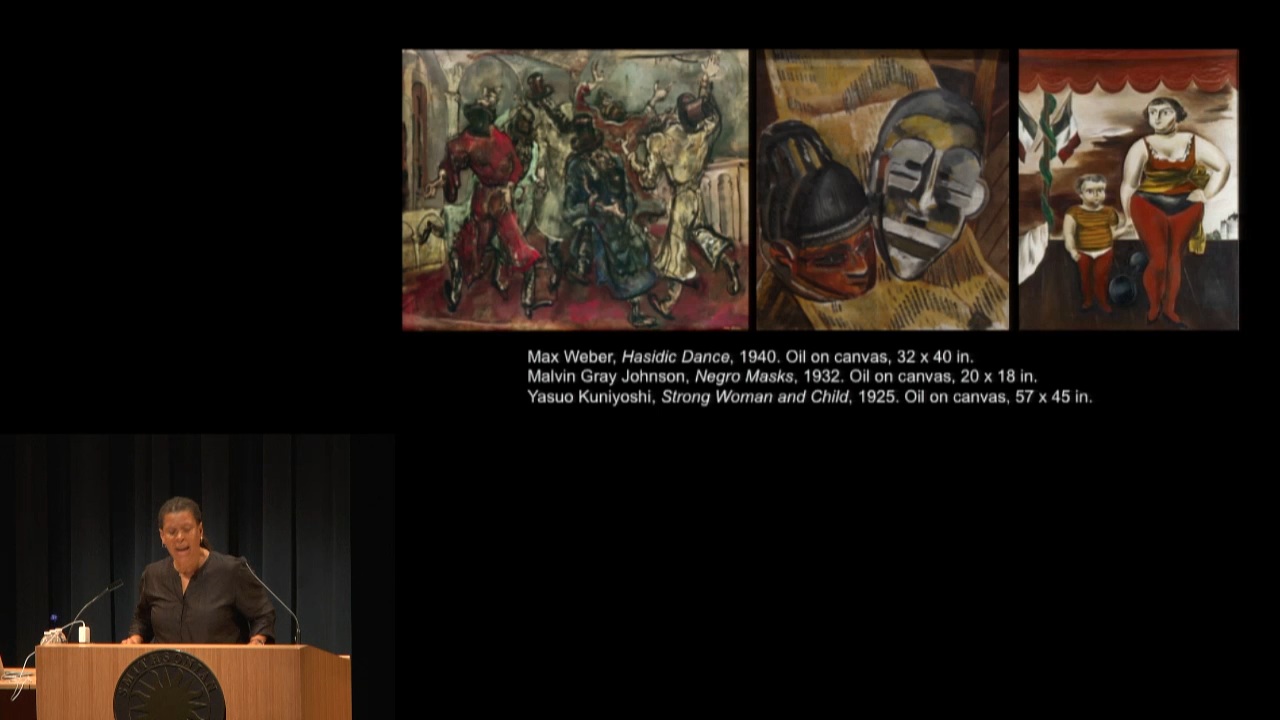 Max Weber, Hasidic Dance, 1940. Oil on canvas, 32 x 40 in.
Malvin Gray Johnson, Negro Masks, 1932. Oil on canvas, 20 x 18 in.
Yasuo Kuniyoshi, Strong Woman and Child, 1925. Oil on canvas, 57 x 45 in.
SMITHSONIAN